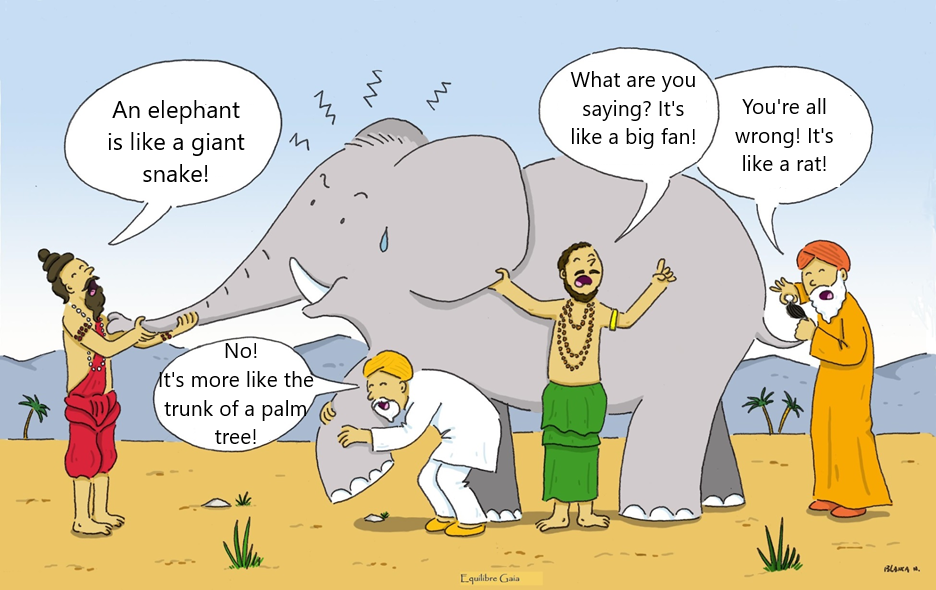 An elephant
is like a giant
snake!
What are you
saying? It's
like a big fan!
You're all
wrong! It's
like a rat!
No!
It's more like the
trunk of a palm
tree!
Equilibre Gaia
BLANCA N.